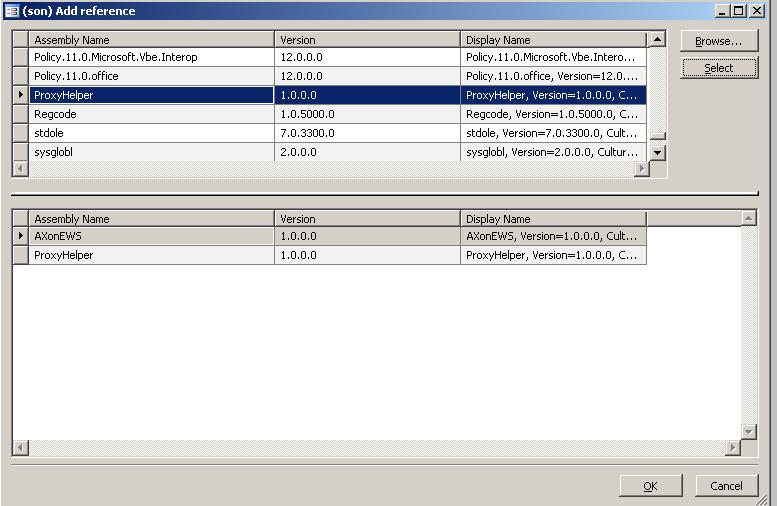 (son) Add reference
Assembly Name Version Display Name
Policy.11.0.Microsoft.Vbe.Interop 12.0.0.0 Policy.11.0.Microsoft.Vbe.Intero...
Policy.11.0.office 12.0.0.0 Policy.11.0.office, Version=12.0....
ProxyHelper 1.0.0.0 ProxyHelper, Version=1.0.0.0, C...
Regcode 1.0.5000.0 Regcode, Version=1.0.5000.0, C...
stdole 7.0.3300.0 stdole, Version=7.0.3300.0, Cult...
sysglobl 2.0.0.0 sysglobl, Version=2.0.0.0, Cultur...
Browse...
Select
Assembly Name Version Display Name
AXonEWS 1.0.0.0 AXonEWS, Version=1.0.0.0, Cult...
ProxyHelper 1.0.0.0 ProxyHelper, Version=1.0.0.0, C...
OK Cancel